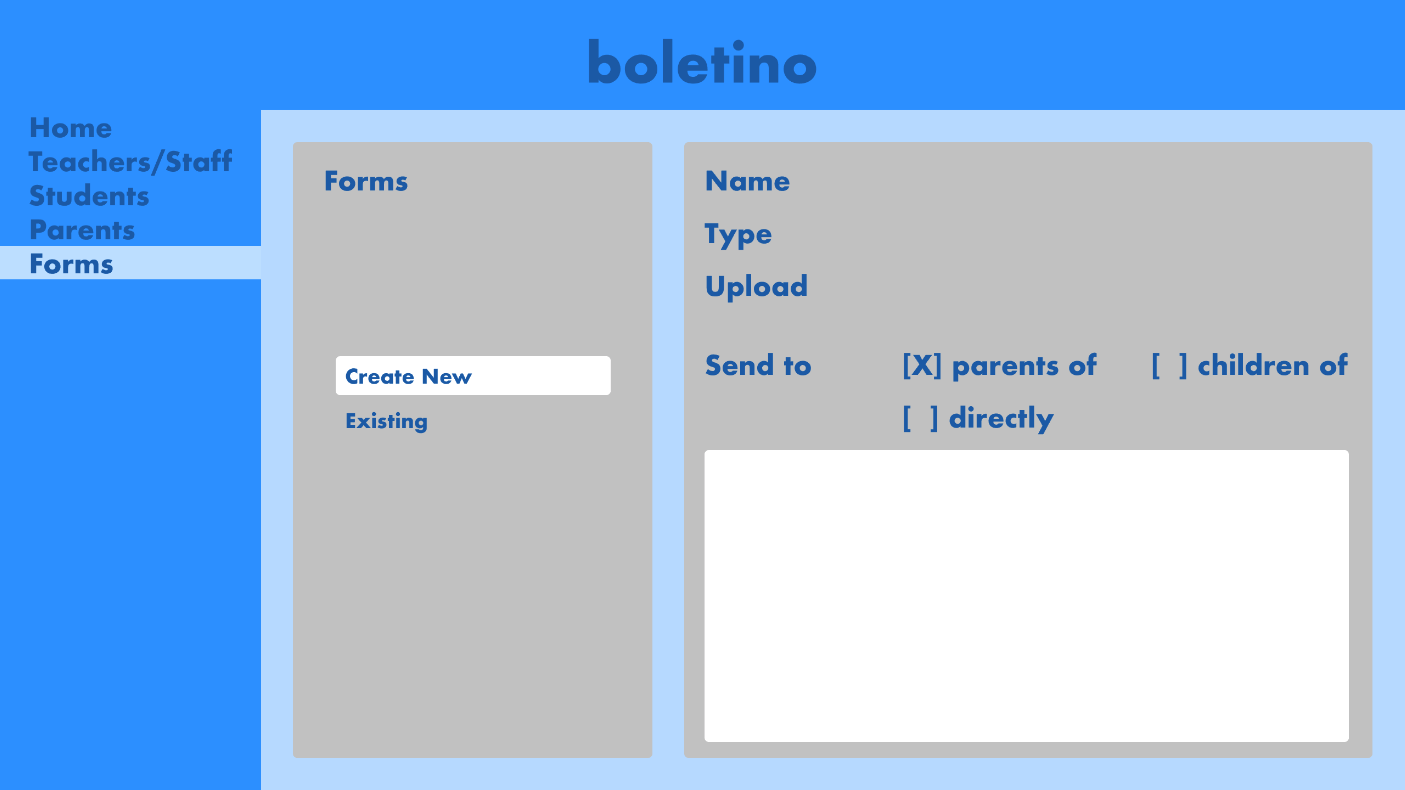 boletino
Home
Teachers/Staff
Students
Parents
Forms
Forms
Create New
Existing
Name
Type
Upload
Send to [X] parents of [ ] children of
[ ] directly